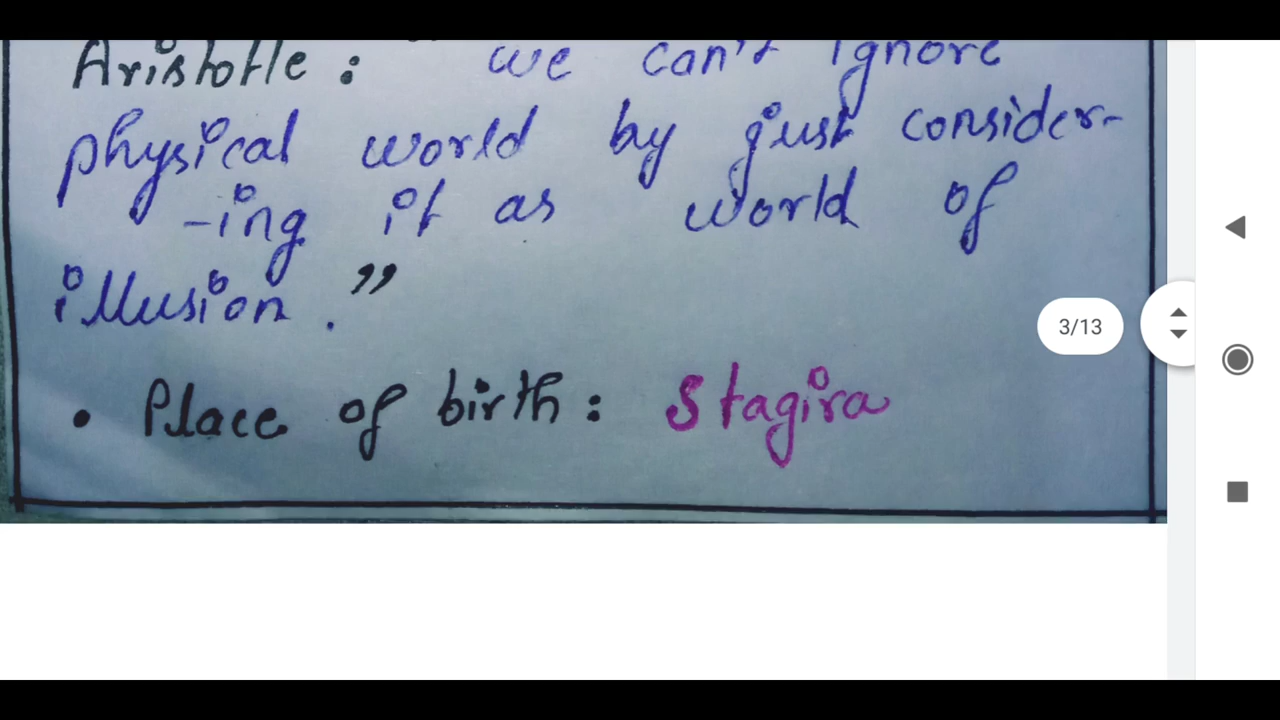 Aristotle : " we can't ignore
physical world by just consider-
-ing it as world of
illusion . "
• Place of birth : Stagira
3/13